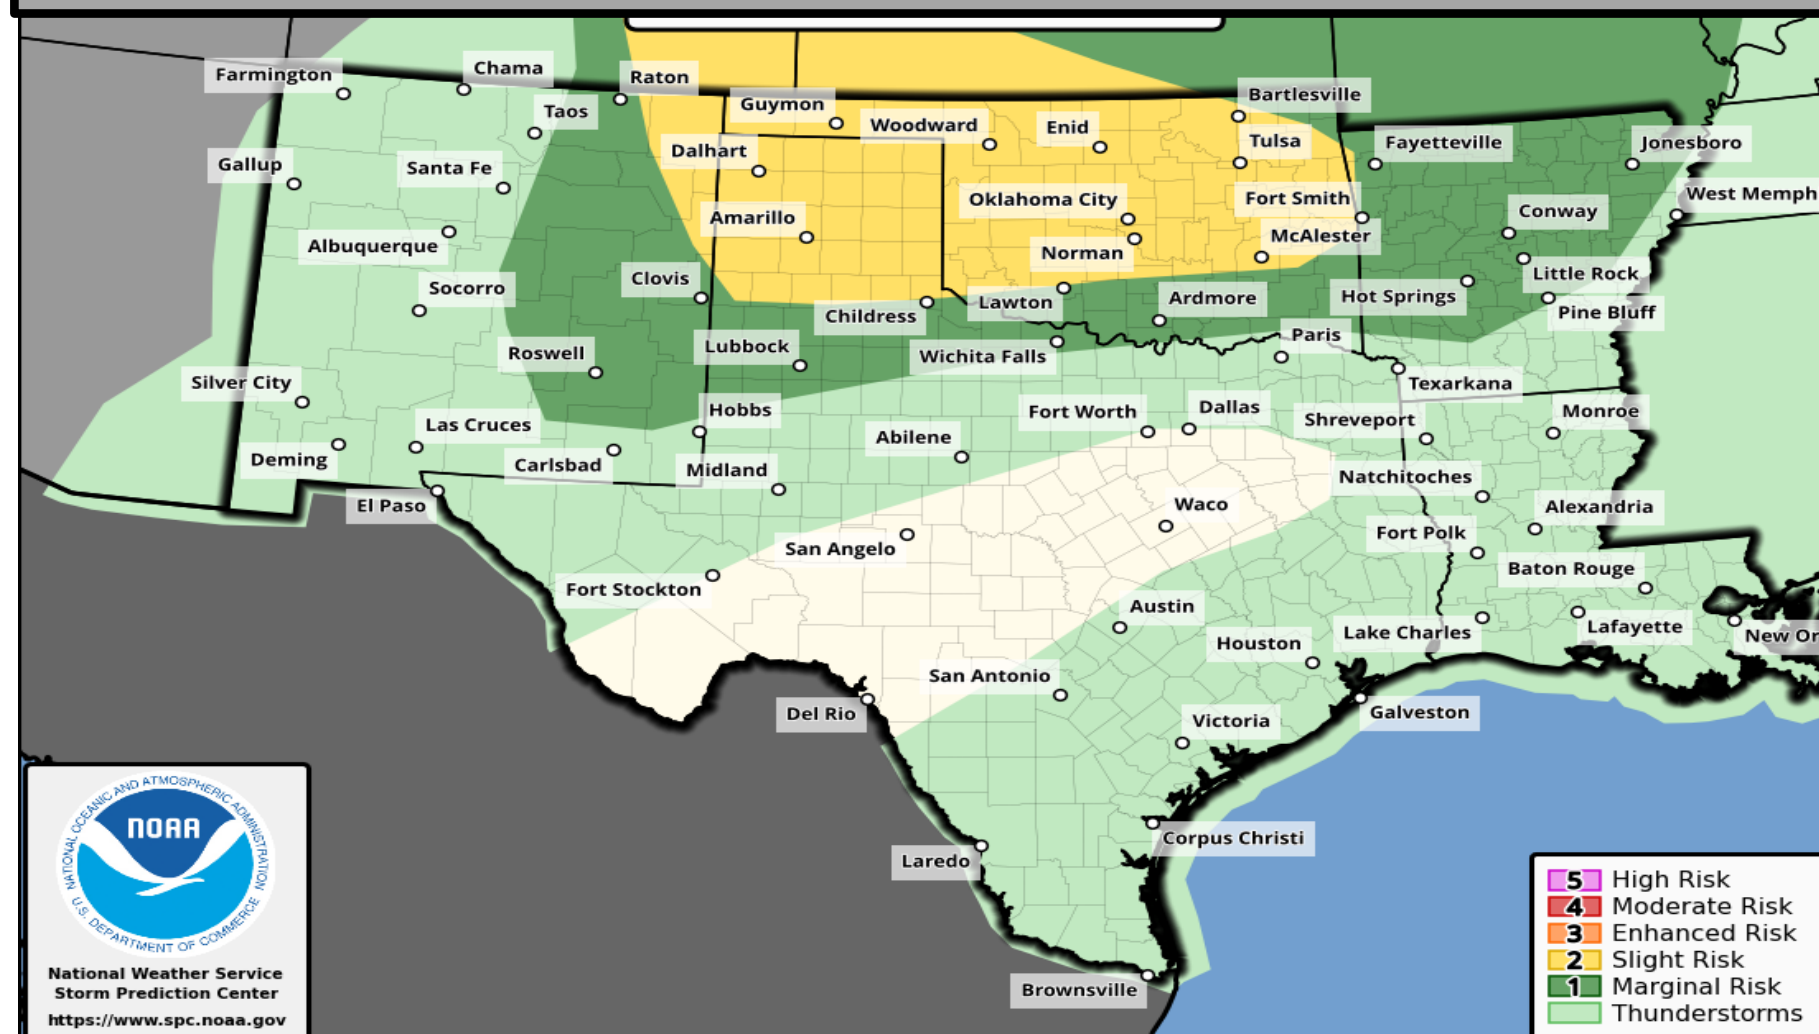 Farmington
Chama
Raton
Taos
Guymon
Woodward
Enid
Bartlesville
Tulsa
Fayetteville
Jonesboro
Gallup
Santa Fe
Dalhart
West Memph
Albuquerque
Amarillo
Oklahoma City
Fort Smith
Conway
Norman
McAlester
Socorro
Clovis
Little Rock
Childress
Lawton
Ardmore
Hot Springs
Pine Bluff
Roswell
Lubbock
Wichita Falls
Paris
Silver City
Texarkana
Las Cruces
Hobbs
Fort Worth
Dallas
Shreveport
Monroe
Deming
Carlsbad
Midland
Abilene
Natchitoches
El Paso
Waco
Alexandria
San Angelo
Fort Polk
Fort Stockton
Baton Rouge
Austin
Houston
Lake Charles
Lafayette
New Or
San Antonio
Del Rio
Victoria
Galveston
Corpus Christi
Laredo
Brownsville
NATIONAL OCEANIC AND ATMOSPHERIC ADMINISTRATION
NOAA
U.S. DEPARTMENT OF COMMERCE
National Weather Service
Storm Prediction Center
https://www.spc.noaa.gov
5 High Risk
4 Moderate Risk
3 Enhanced Risk
2 Slight Risk
1 Marginal Risk
Thunderstorms